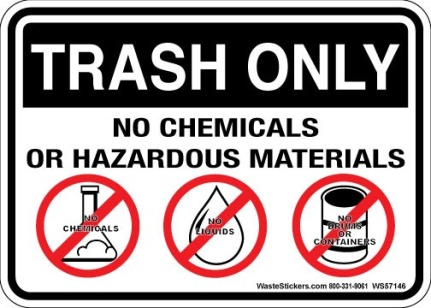 TRASH ONLY
NO CHEMICALS
OR HAZARDOUS MATERIALS
NO
CHEMICALS
NO
LIQUIDS
NO
DRUMS
OR
CONTAINERS
WasteStickers.com 800-331-9061 WS57146